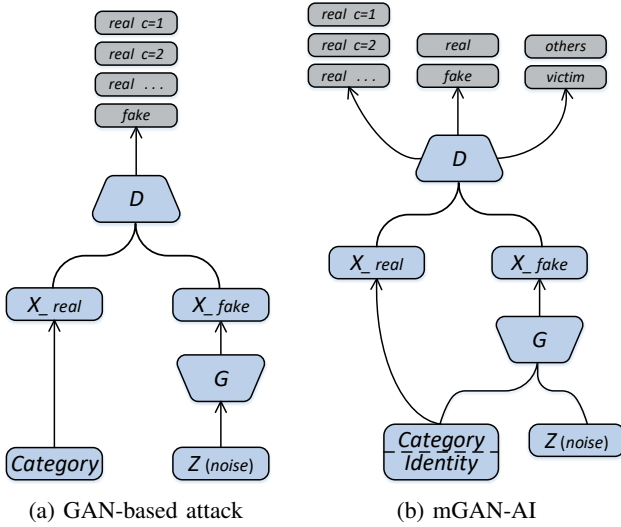 real c=1
real c=2
real ...
fake
D
X_ real
X_ fake
G
Category
Z (noise)
(a) GAN-based attack
real c=1
real c=2
real ...
real
fake
others
victim
D
X_ real
X_ fake
G
Category
Identity
Z (noise)
(b) mGAN-AI